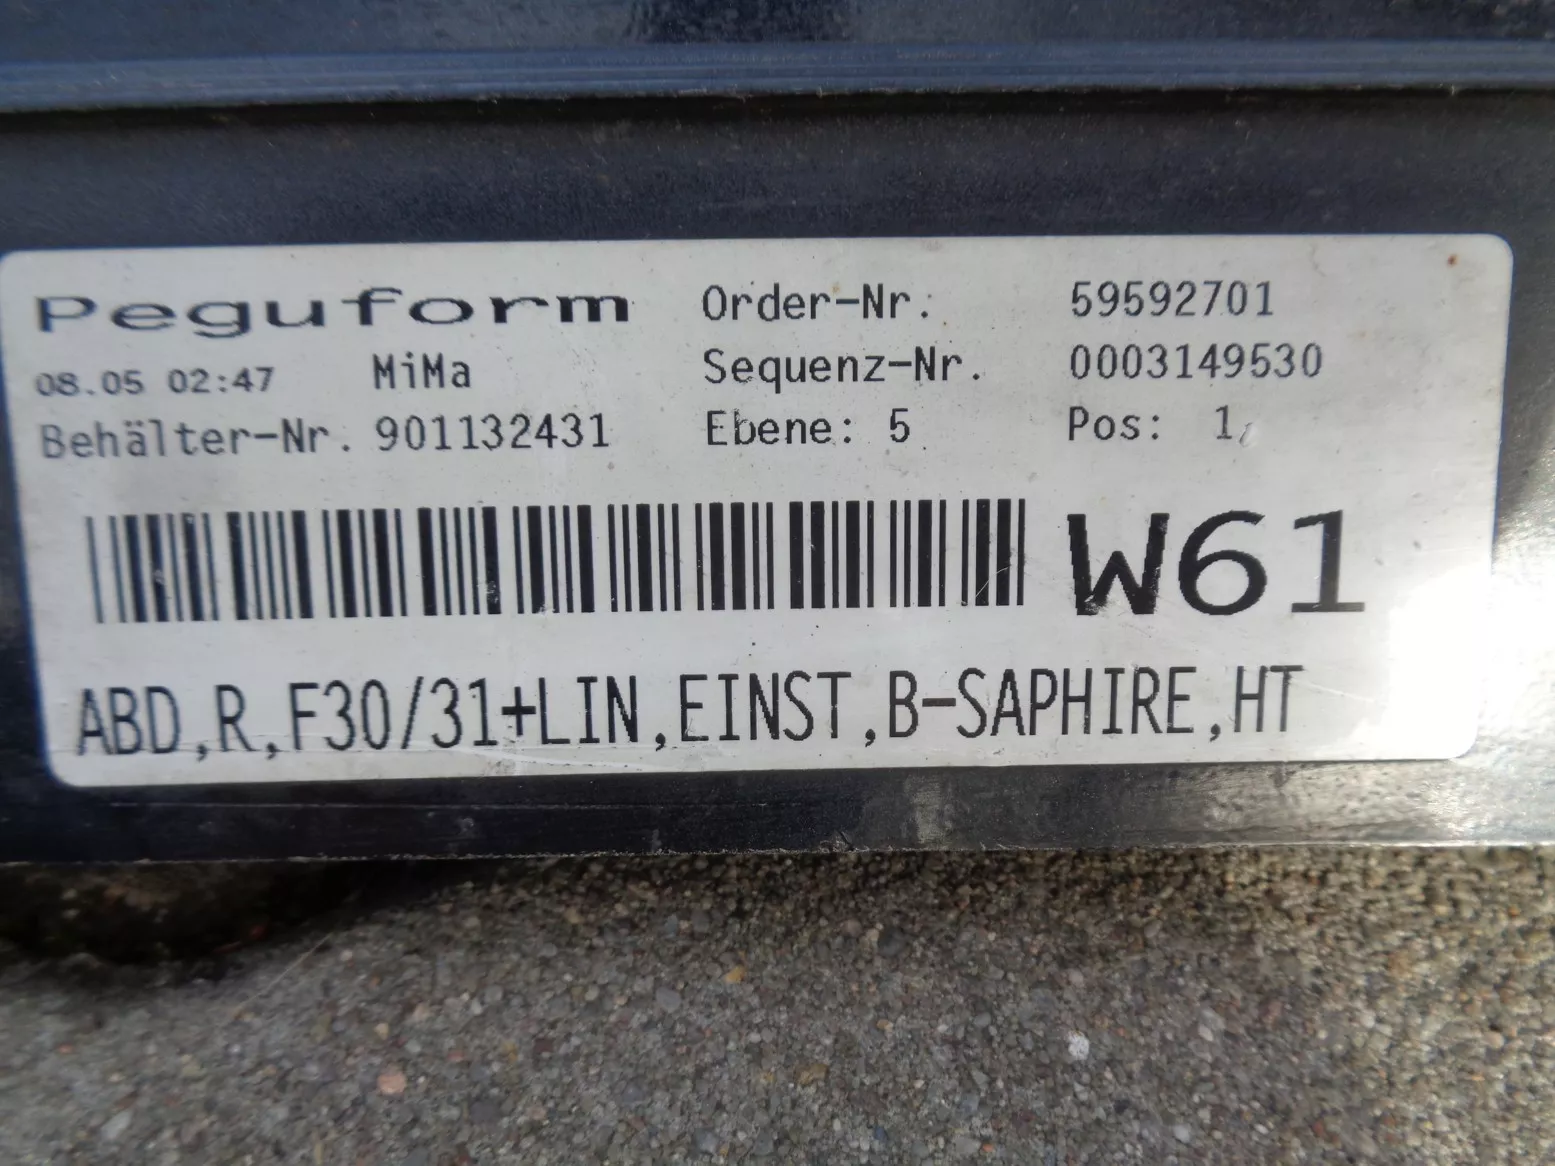 Peguform Order-Nr. 59592701
08.05 02:47 MiMa Sequenz-Nr. 0003149530
Behälter-Nr. 901132431 Ebene: 5 Pos: 1
W61
ABD,R,F30/31+LIN,EINST,B-SAPHIRE,HT